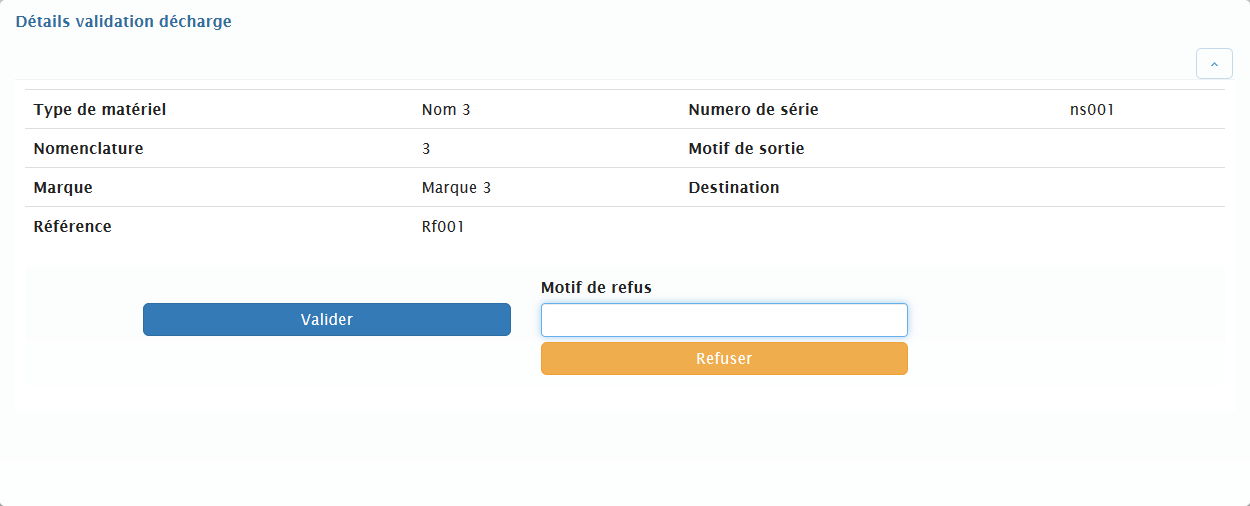 Détails validation décharge
Type de matériel Nom 3 Numero de série ns001
Nomenclature 3 Motif de sortie
Marque Marque 3 Destination
Référence Rf001
Motif de refus
Valider
Refuser